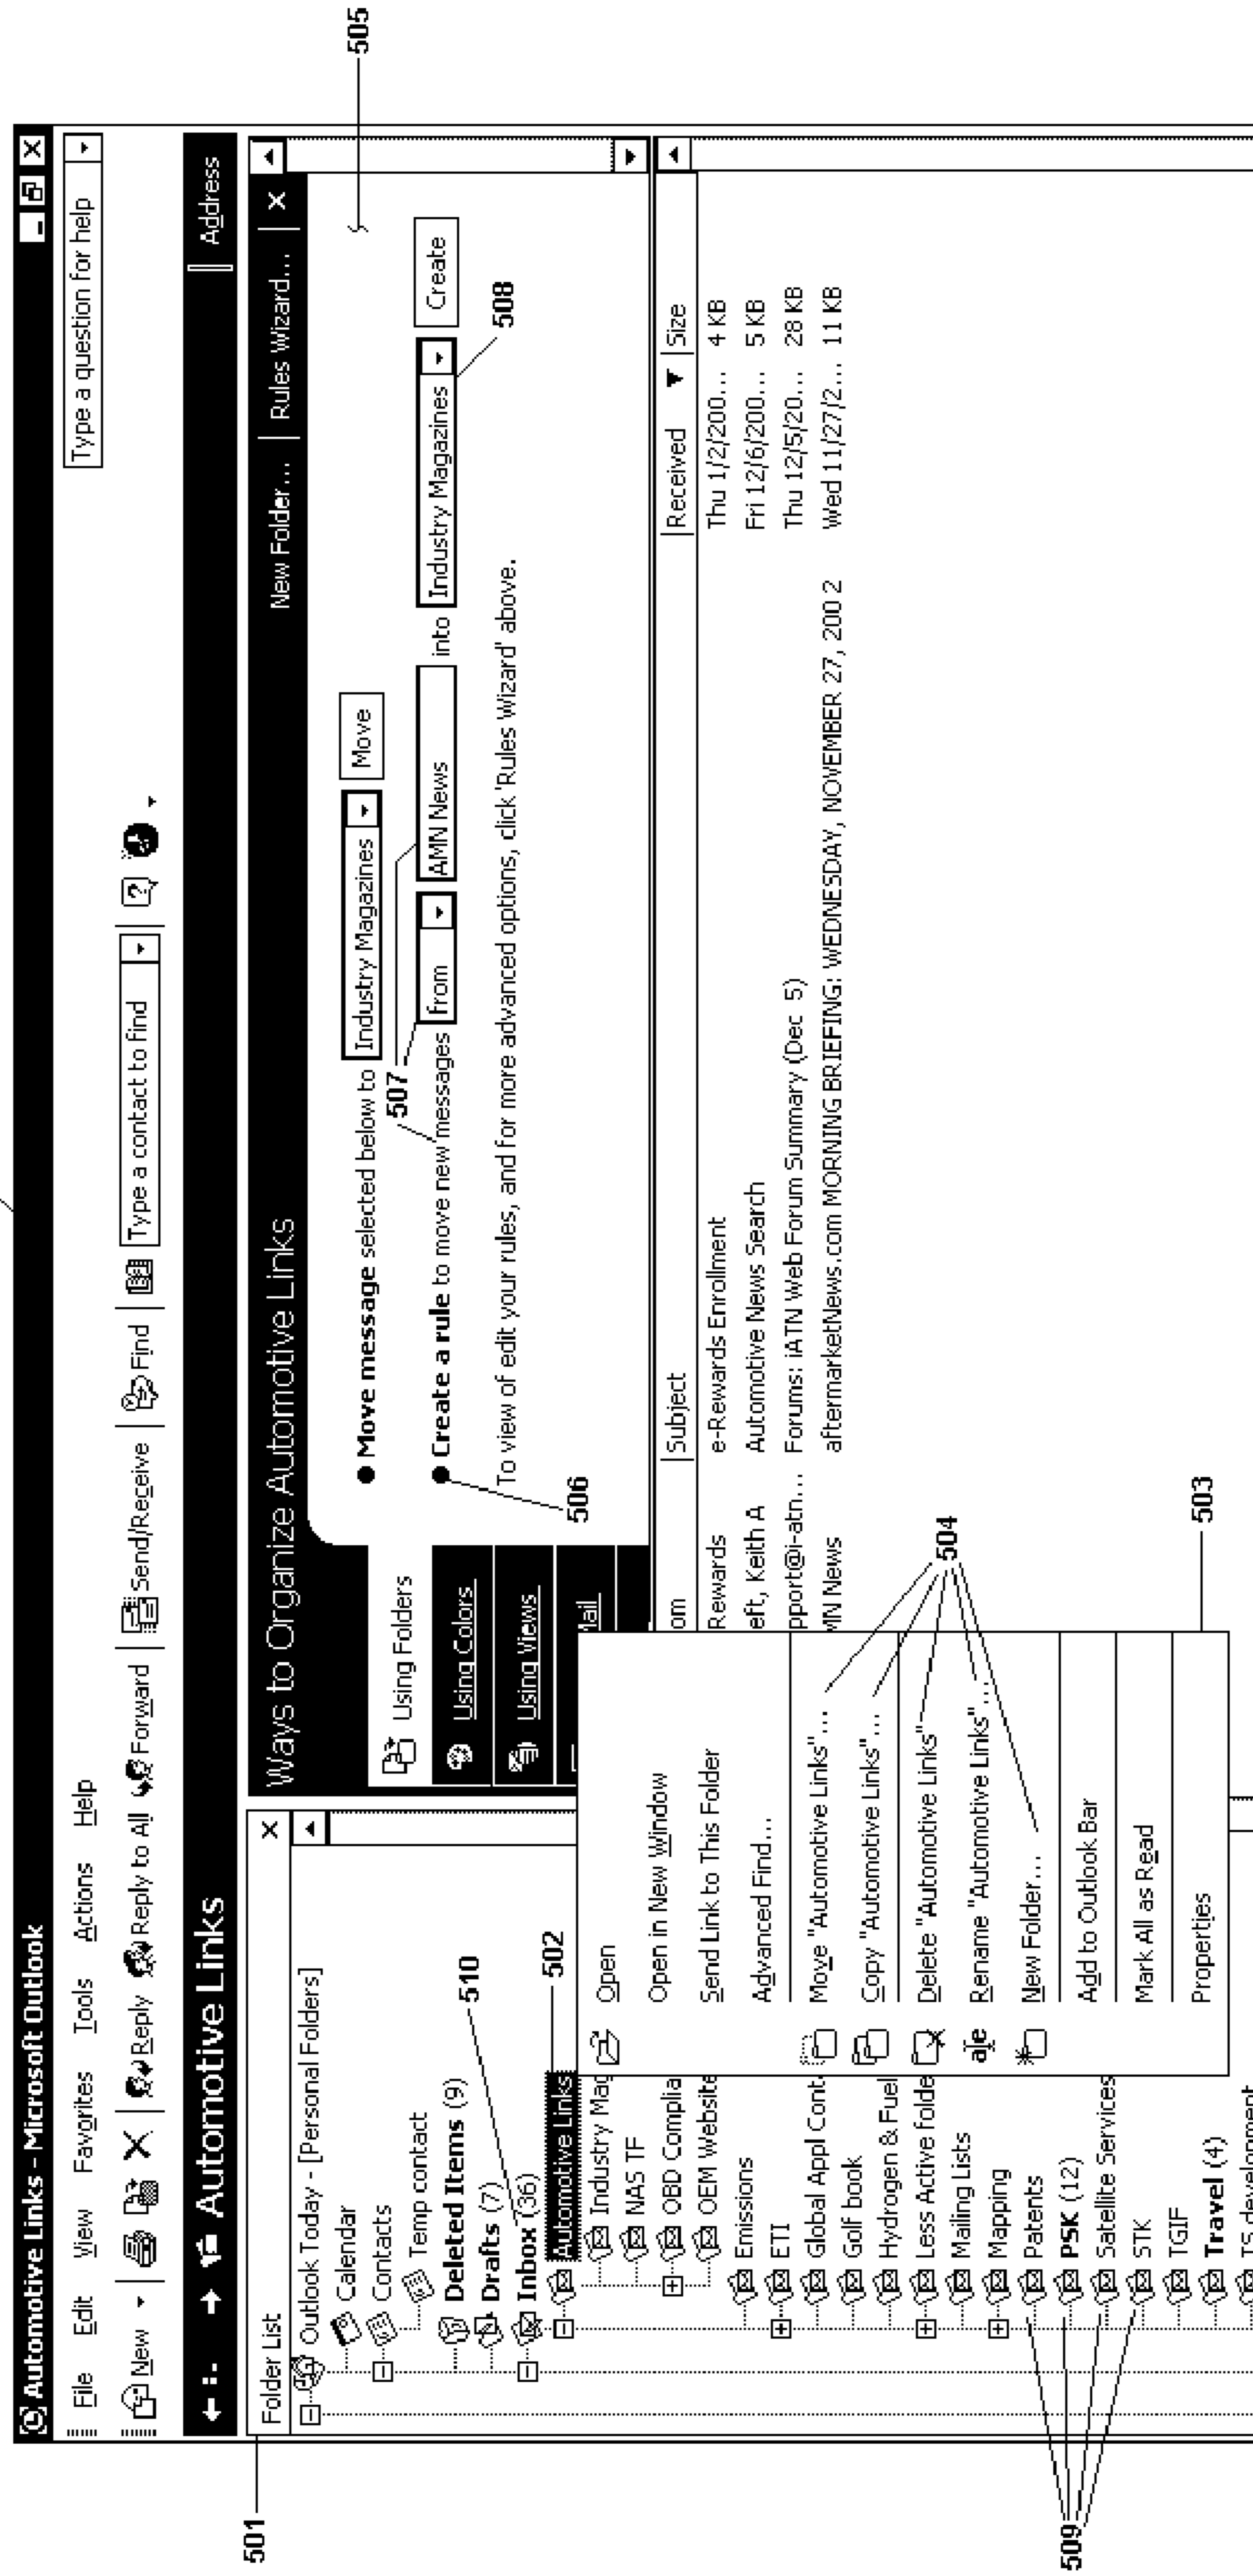 Automotive Links - Microsoft Outlook
File Edit View Favorites Tools Actions Help Type a question for help
New Reply Reply to All Forward Send/Receive Find Type a contact to find
Automotive Links Address
501
Folder List
Outlook Today - [Personal Folders]
Calendar
Contacts
Temp contact
Deleted Items (9)
Drafts (7)
Inbox (36)
510
502
Automotive Links
Industry Mag
NAS TF
OBD Complia
OEM Website
Emissions
ETI
Global Appl Cont
Golf book
Hydrogen & Fuel
Less Active folde
Mailing Lists
Mapping
Patents
PSK (12)
Satellite Services
STK
TGIF
Travel (4)
TS development
509
Open
Open in New Window
Send Link to This Folder
Advanced Find...
Move "Automotive Links"...
Copy "Automotive Links"...
Delete "Automotive Links"
Rename "Automotive Links"...
New Folder...
Add to Outlook Bar
Mark All as Read
Properties
504
503
Ways to Organize Automotive Links New Folder... Rules Wizard... X
505
Using Folders
Using Colors
Using Views
Mail
Move message selected below to Industry Magazines Move
507
Create a rule to move new messages from AMN News into Industry Magazines Create
To view of edit your rules, and for more advanced options, click 'Rules Wizard' above.
506
508
om Subject Received Size
Rewards e-Rewards Enrollment Thu 1/2/200... 4 KB
eft, Keith A Automotive News Search Fri 12/6/200... 5 KB
pport@i-atn... Forums: iATN Web Forum Summary (Dec 5) Thu 12/5/20... 28 KB
MN News aftermarketNews.com MORNING BRIEFING: WEDNESDAY, NOVEMBER 27, 200 2 Wed 11/27/2... 11 KB